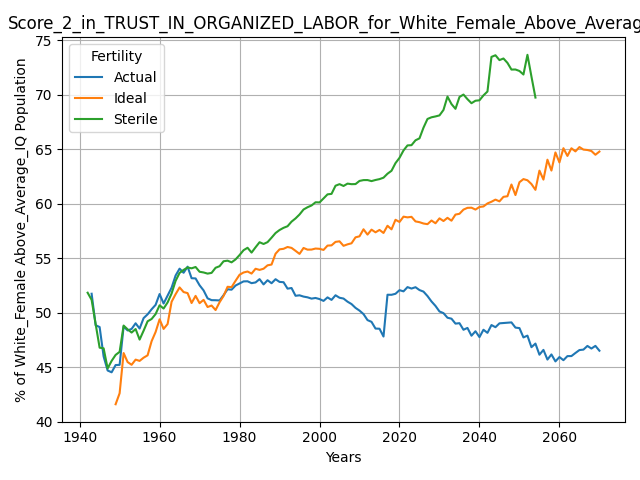 Score_2_in_TRUST_IN_ORGANIZED_LABOR_for_White_Female_Above_Averag
Fertility
Actual
Ideal
Sterile
% of White_Female Above_Average_IQ Population
75
70
65
60
55
50
45
40
1940
1960
1980
2000
2020
2040
2060
Years